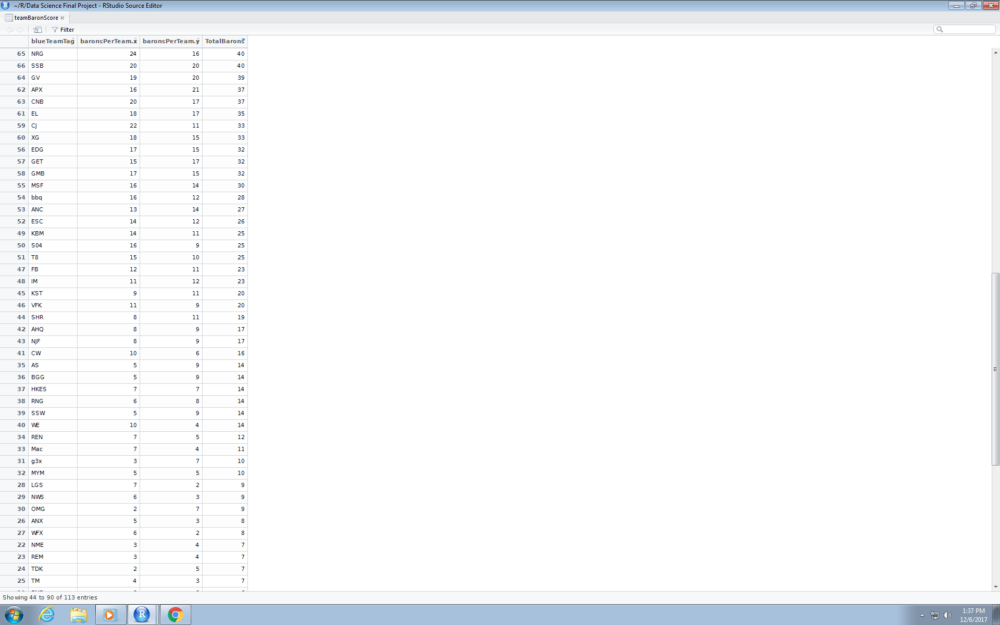 ~/R/Data Science Final Project - RStudio Source Editor
teamBaronScore
Filter
blueTeamTag baronsPerTeam.x baronsPerTeam.y TotalBarons
65 NRG 24 16 40
66 SSB 20 20 40
64 GV 19 20 39
62 APX 16 21 37
63 CNB 20 17 37
61 EL 18 17 35
59 CJ 22 11 33
60 XG 18 15 33
56 EDG 17 15 32
57 GET 15 17 32
58 GMB 17 15 32
55 MSF 16 14 30
54 bbq 16 12 28
53 ANC 13 14 27
52 ESC 14 12 26
49 KBM 14 11 25
50 S04 16 9 25
51 T8 15 10 25
47 FB 12 11 23
48 IM 11 12 23
45 KST 9 11 20
46 VFK 11 9 20
44 SHR 8 11 19
42 AHQ 8 9 17
43 NJF 8 9 17
41 CW 10 6 16
35 AS 5 9 14
36 BGG 5 9 14
37 HKES 7 7 14
38 RNG 6 8 14
39 SSW 5 9 14
40 WE 10 4 14
34 REN 7 5 12
33 Mac 7 4 11
31 g3x 3 7 10
32 MYM 5 5 10
28 LGS 7 2 9
29 NWS 6 3 9
30 OMG 2 7 9
26 ANX 5 3 8
27 WFX 6 2 8
22 NME 3 4 7
23 REM 3 4 7
24 TDK 2 5 7
25 TM 4 3 7
Showing 44 to 90 of 113 entries
1:37 PM
12/6/2017